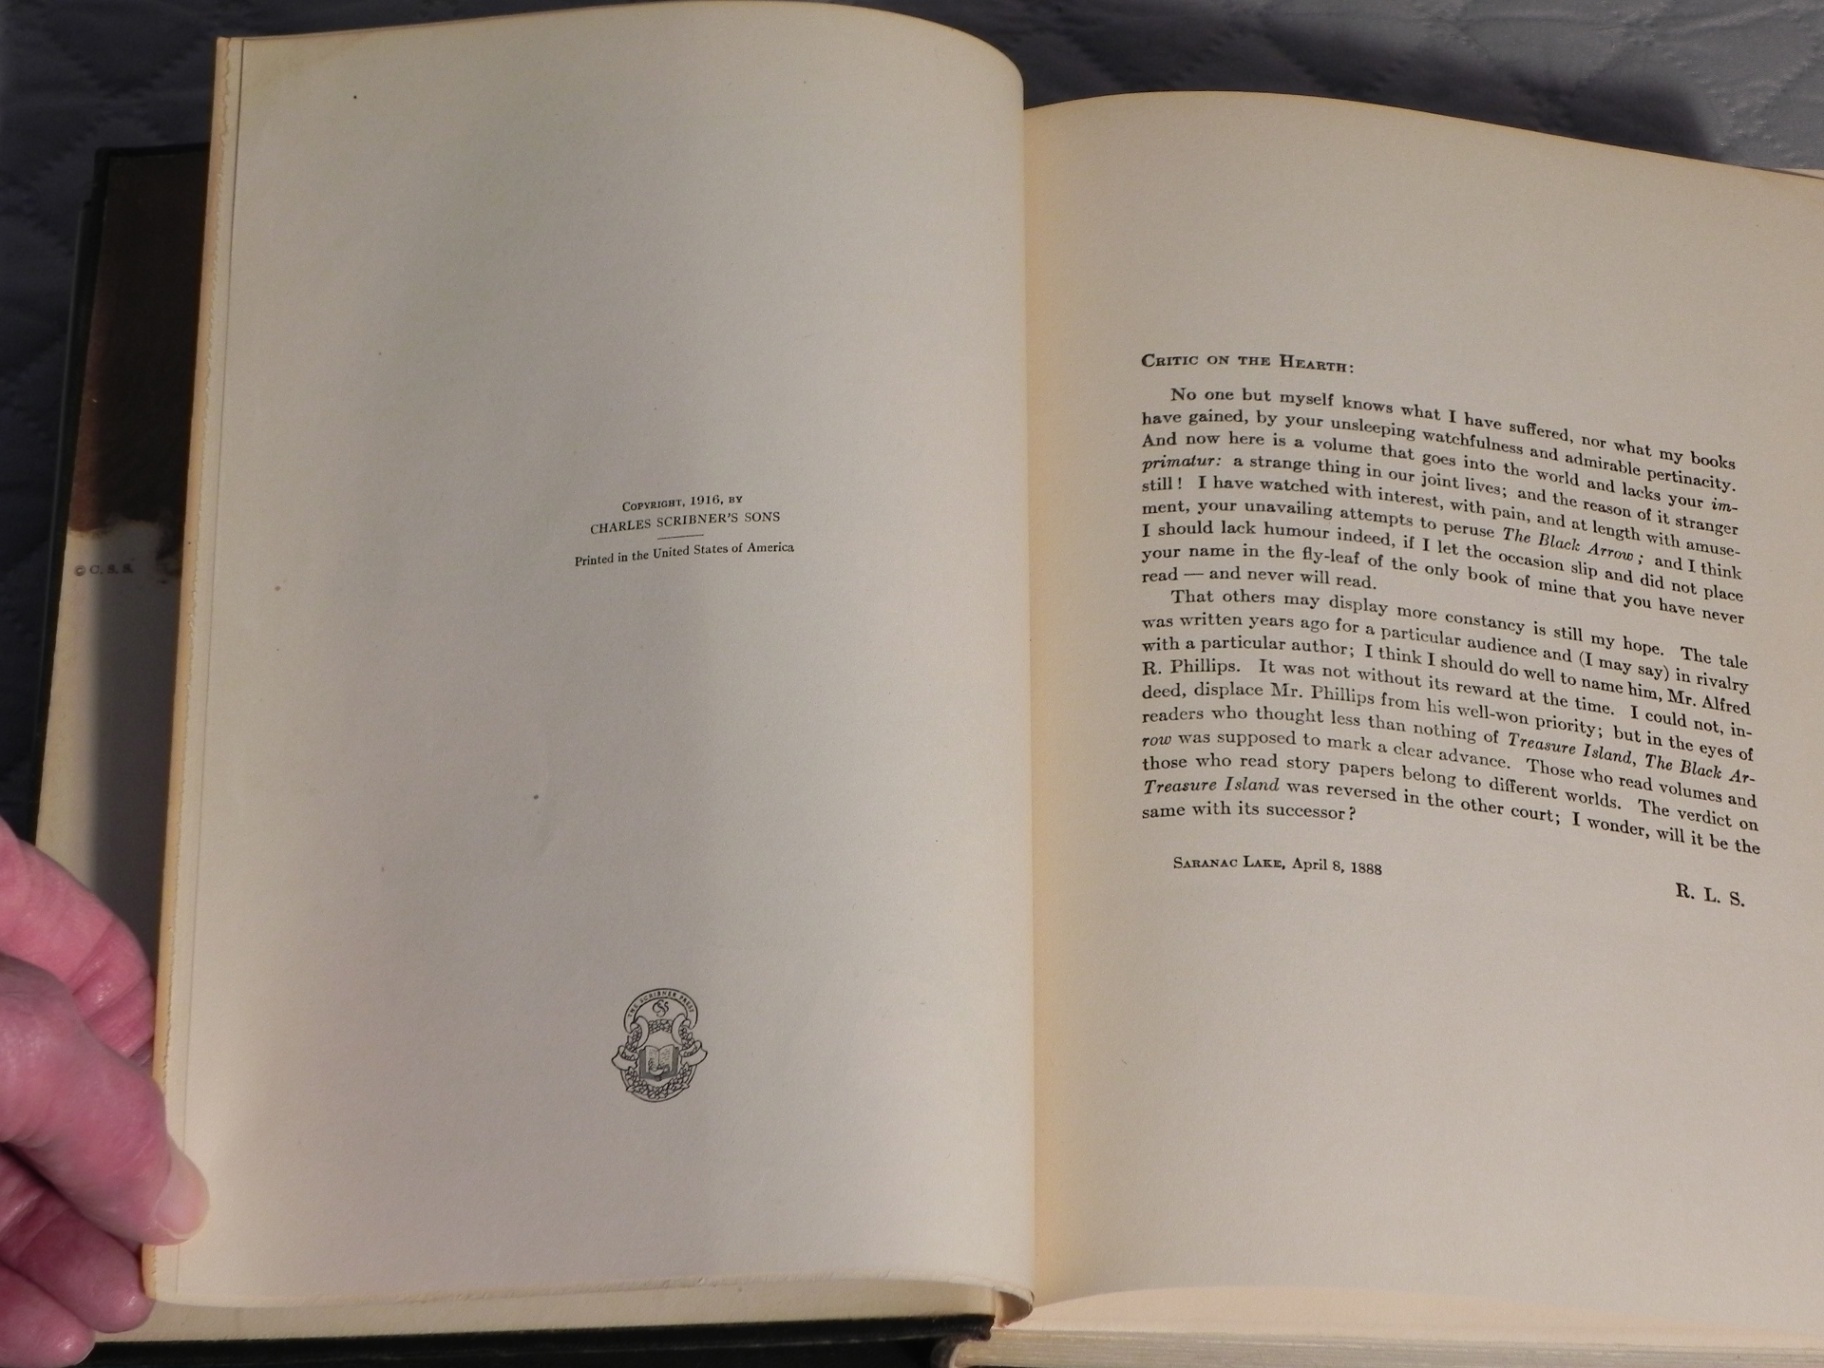 © C. S. S.
COPYRIGHT, 1916, BY
CHARLES SCRIBNER'S SONS
Printed in the United States of America
THE SCRIBNER PRESS
CRITIC ON THE HEARTH:
No one but myself knows what I have suffered, nor what my books
have gained, by your unsleeping watchfulness and admirable pertinacity.
And now here is a volume that goes into the world and lacks your im-
primatur: a strange thing in our joint lives; and the reason of it stranger
still! I have watched with interest, with pain, and at length with amuse-
ment, your unavailing attempts to peruse The Black Arrow; and I think
I should lack humour indeed, if I let the occasion slip and did not place
your name in the fly-leaf of the only book of mine that you have never
read — and never will read.
That others may display more constancy is still my hope. The tale
was written years ago for a particular audience and (I may say) in rivalry
with a particular author; I think I should do well to name him, Mr. Alfred
R. Phillips. It was not without its reward at the time. I could not, in-
deed, displace Mr. Phillips from his well-won priority; but in the eyes of
readers who thought less than nothing of Treasure Island, The Black Ar-
row was supposed to mark a clear advance. Those who read volumes and
those who read story papers belong to different worlds. The verdict on
Treasure Island was reversed in the other court; I wonder, will it be the
same with its successor?
SARANAC LAKE, April 8, 1888
R. L. S.